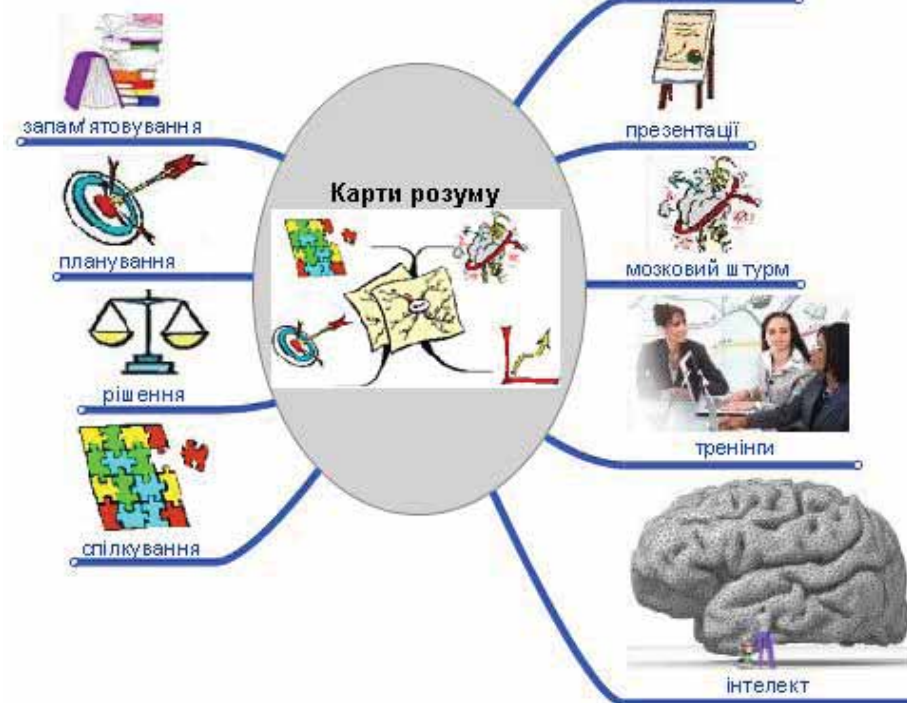 Карти розуму
запам'ятовування
планування
рішення
спілкування
презентації
мозковий штурм
тренінги
інтелект